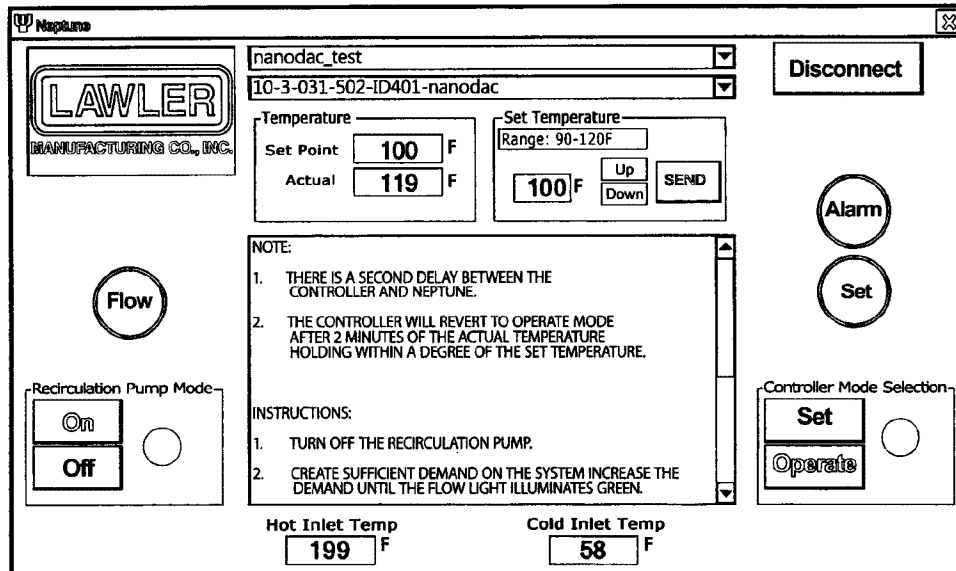 Neptune
LAWLER
MANUFACTURING CO., INC.
nanodac_test
10-3-031-502-ID401-nanodac
Disconnect
Temperature
Set Point 100 F
Actual 119 F
Set Temperature
Range: 90-120F
100 F
Up
Down
SEND
Alarm
Set
Flow
NOTE:
1. THERE IS A SECOND DELAY BETWEEN THE
CONTROLLER AND NEPTUNE.
2. THE CONTROLLER WILL REVERT TO OPERATE MODE
AFTER 2 MINUTES OF THE ACTUAL TEMPERATURE
HOLDING WITHIN A DEGREE OF THE SET TEMPERATURE.
INSTRUCTIONS:
1. TURN OFF THE RECIRCULATION PUMP.
2. CREATE SUFFICIENT DEMAND ON THE SYSTEM INCREASE THE
DEMAND UNTIL THE FLOW LIGHT ILLUMINATES GREEN.
Recirculation Pump Mode
On
Off
Controller Mode Selection
Set
Operate
Hot Inlet Temp
199 F
Cold Inlet Temp
58 F